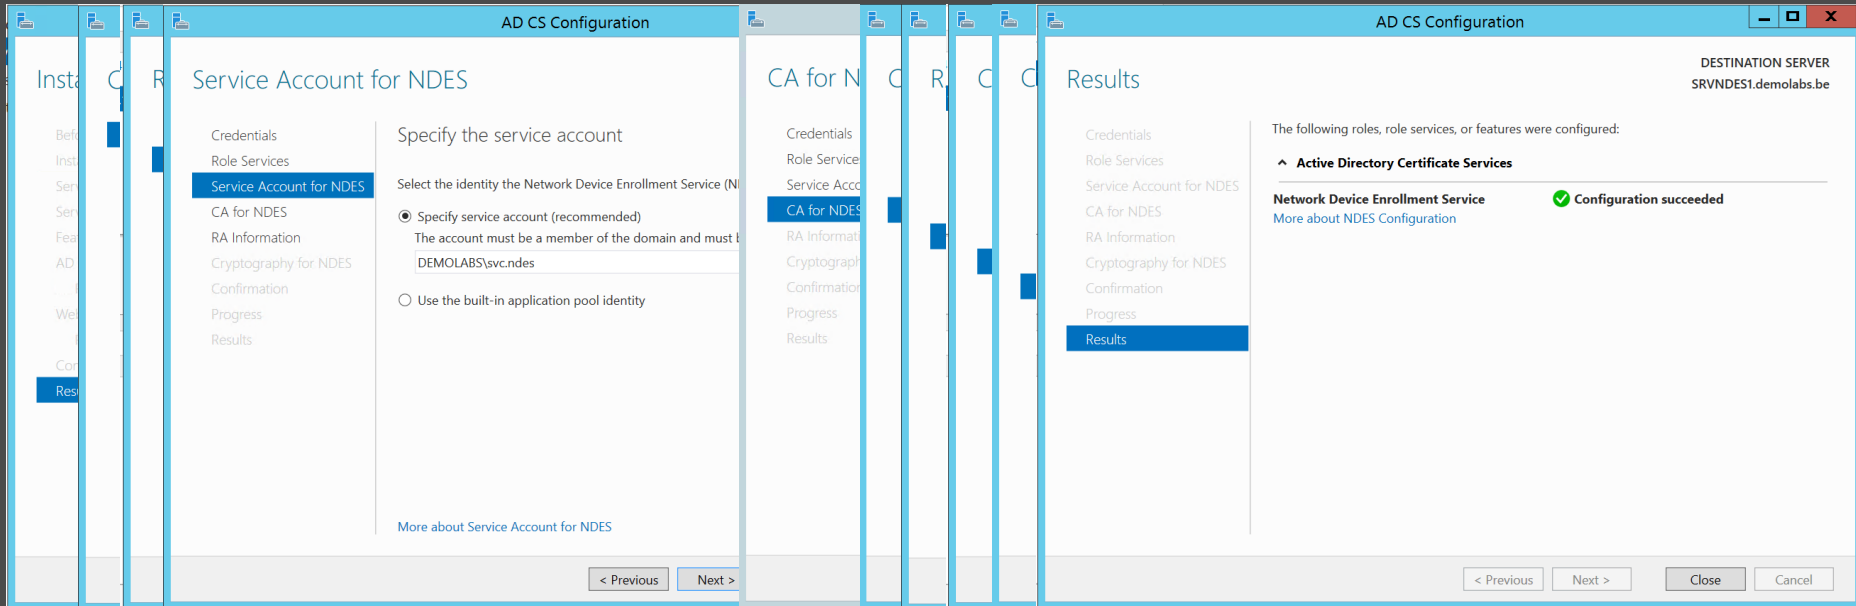 AD CS Configuration
Service Account for NDES
Credentials
Role Services
Service Account for NDES
CA for NDES
RA Information
Cryptography for NDES
Confirmation
Progress
Results
Specify the service account
Select the identity the Network Device Enrollment Service
Specify service account (recommended)
The account must be a member of the domain and must
DEMOLABS\svc.ndes
Use the built-in application pool identity
More about Service Account for NDES
< Previous
Next >
CA for N
Credentials
Role Service
Service Acc
CA for NDES
RA Informati
Cryptograph
Confirmation
Progress
Results
AD CS Configuration
Results
DESTINATION SERVER
SRVNDES1.demolabs.be
Credentials
Role Services
Service Account for NDES
CA for NDES
RA Information
Cryptography for NDES
Confirmation
Progress
Results
The following roles, role services, or features were configured:
Active Directory Certificate Services
Network Device Enrollment Service
Configuration succeeded
More about NDES Configuration
< Previous
Next >
Close
Cancel